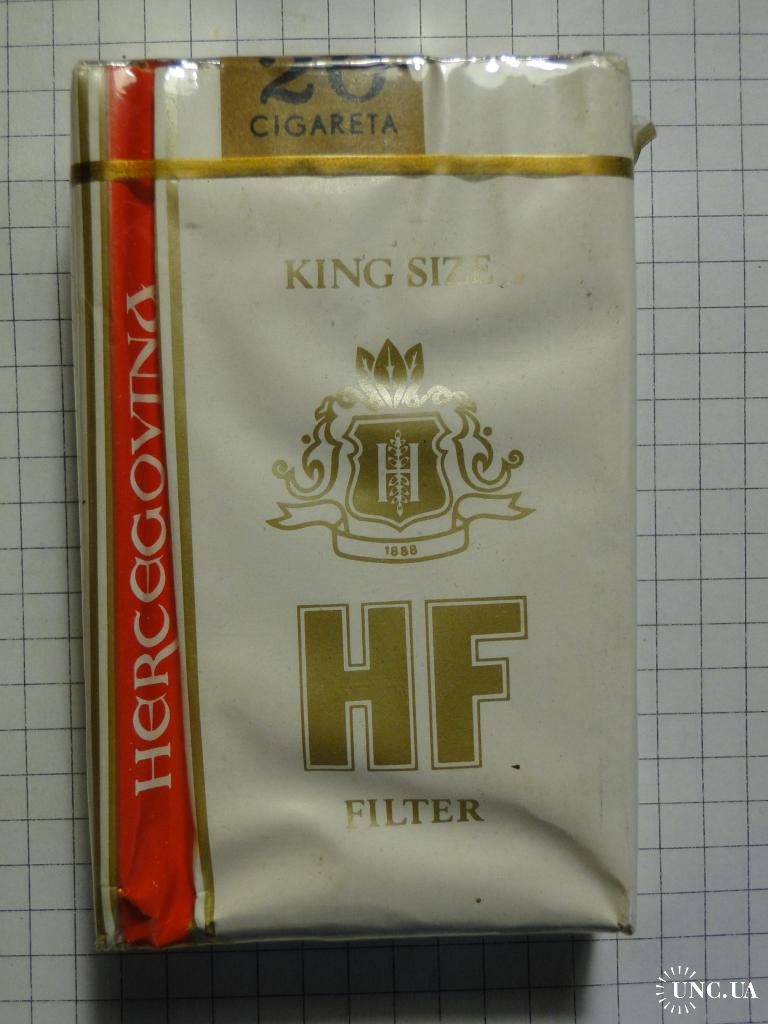 20
CIGARETA
KING SIZE
HERCEGOVINA
H
1888
HF
FILTER
UNC.UA